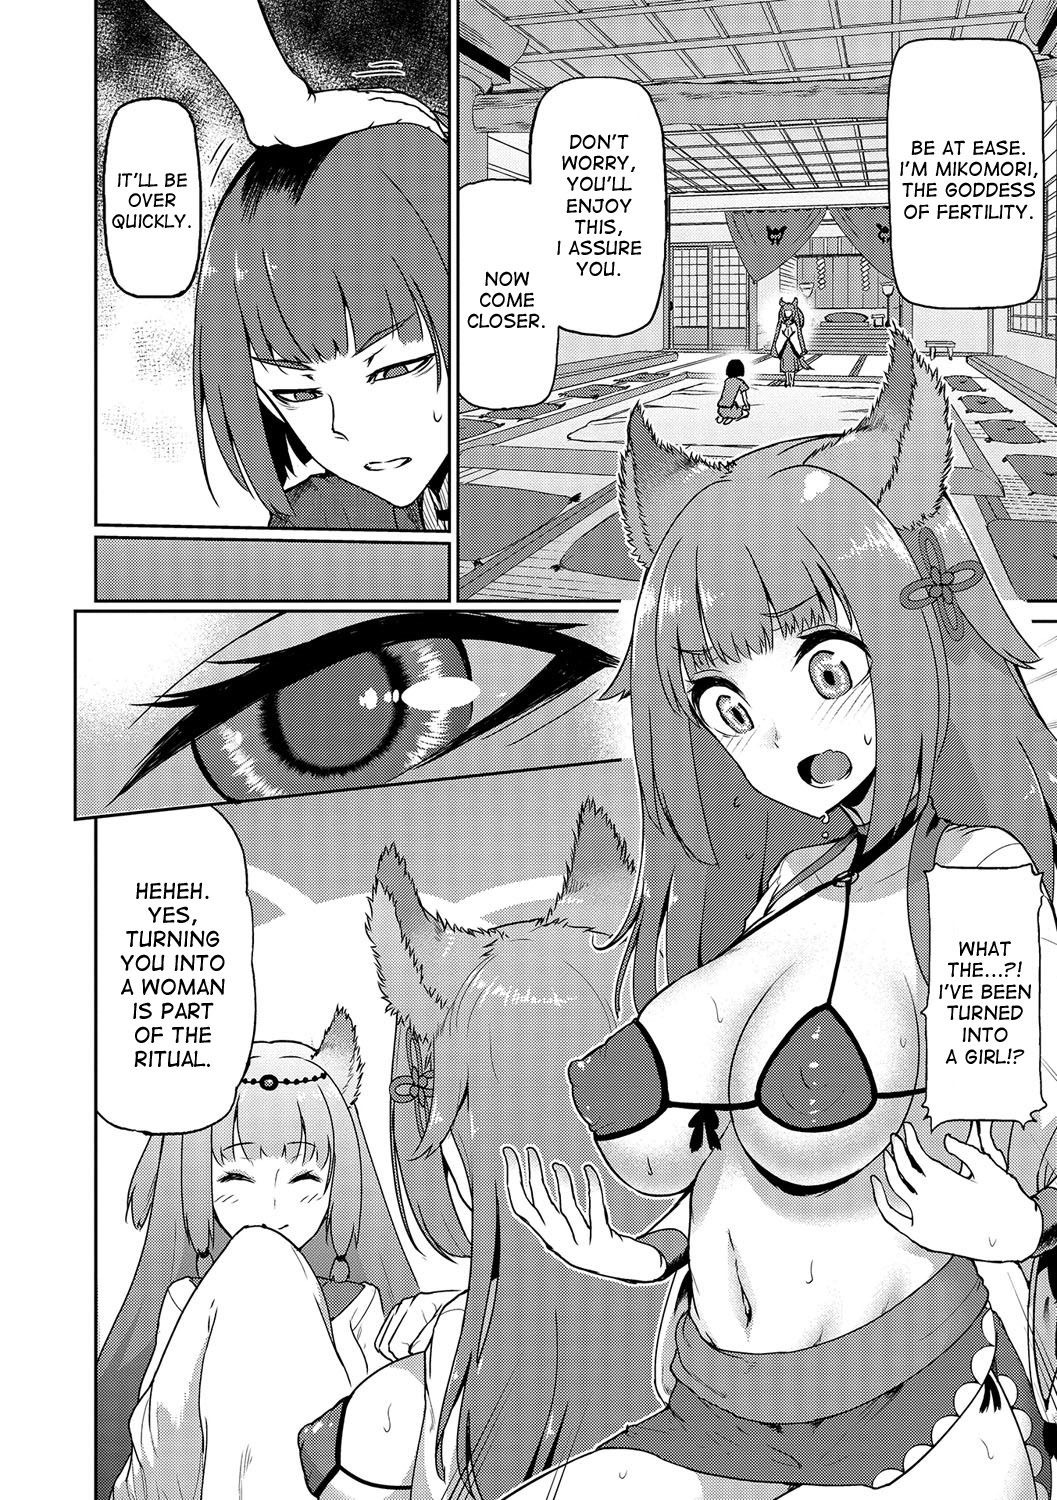 BE AT EASE.
I'M MIKOMORI,
THE GODDESS
OF FERTILITY.
DON'T
WORRY,
YOU'LL
ENJOY
THIS,
I ASSURE
YOU.
NOW
COME
CLOSER.
IT'LL BE
OVER
QUICKLY.
WHAT
THE...?!
I'VE BEEN
TURNED
INTO
A GIRL!?
HEHEH.
YES,
TURNING
YOU INTO
A WOMAN
IS PART
OF THE
RITUAL.